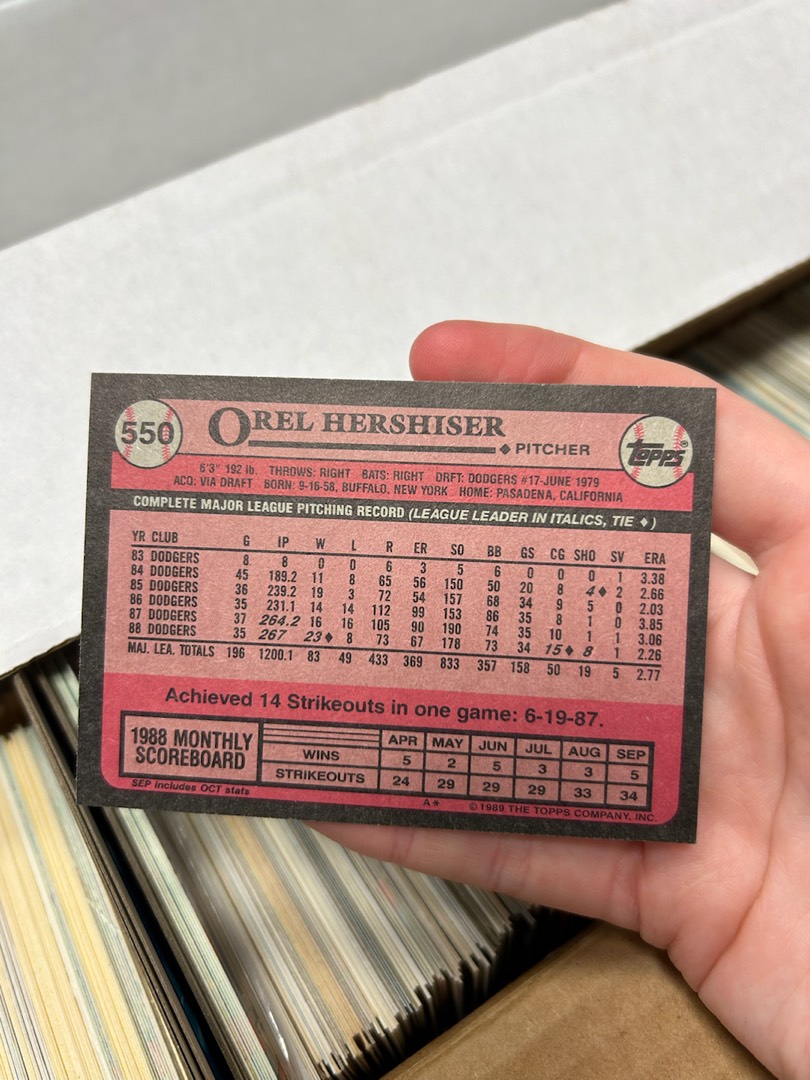 550
OREL HERSHISER
◆ PITCHER
TOPPS®
6'3" 192 lb. THROWS: RIGHT BATS: RIGHT DRFT: DODGERS #17-JUNE 1979
ACQ: VIA DRAFT BORN: 9-16-58, BUFFALO, NEW YORK HOME: PASADENA, CALIFORNIA
COMPLETE MAJOR LEAGUE PITCHING RECORD (LEAGUE LEADER IN ITALICS, TIE ◆)
YR CLUB G IP W L R ER SO BB GS CG SHO SV ERA
83 DODGERS 8 8 0 0 6 3 5 6 0 0 0 1 3.38
84 DODGERS 45 189.2 11 8 65 56 150 50 20 8 4◆ 2 2.66
85 DODGERS 36 239.2 19 3 72 54 157 68 34 9 5 0 2.03
86 DODGERS 35 231.1 14 14 112 99 153 86 35 8 1 0 3.85
87 DODGERS 37 264.2 16 16 105 90 190 74 35 10 1 1 3.06
88 DODGERS 35 267 23◆ 8 73 67 178 73 34 15◆ 8 1 2.26
MAJ. LEA. TOTALS 196 1200.1 83 49 433 369 833 357 158 50 19 5 2.77
Achieved 14 Strikeouts in one game: 6-19-87.
1988 MONTHLY SCOREBOARD
APR MAY JUN JUL AUG SEP
WINS 5 2 5 3 3 5
STRIKEOUTS 24 29 29 29 33 34
SEP includes OCT stats
A* ©1989 THE TOPPS COMPANY, INC.